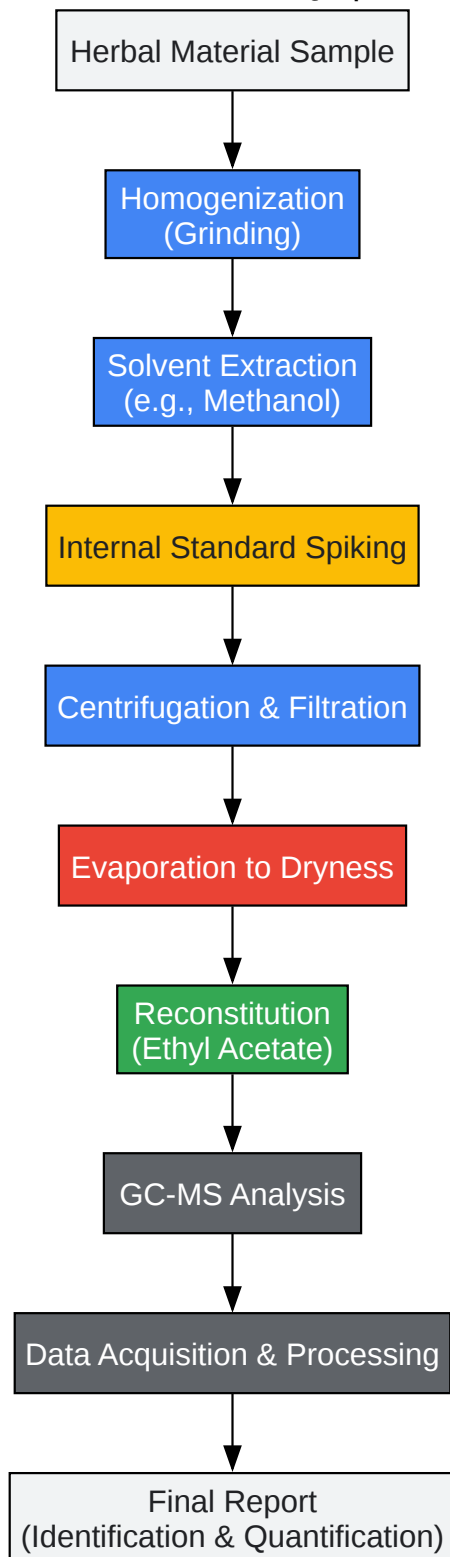 Herbal Material Sample
Homogenization
(Grinding)
Solvent Extraction
(e.g., Methanol)
Internal Standard Spiking
Centrifugation & Filtration
Evaporation to Dryness
Reconstitution
(Ethyl Acetate)
GC-MS Analysis
Data Acquisition & Processing
Final Report
(Identification & Quantification)